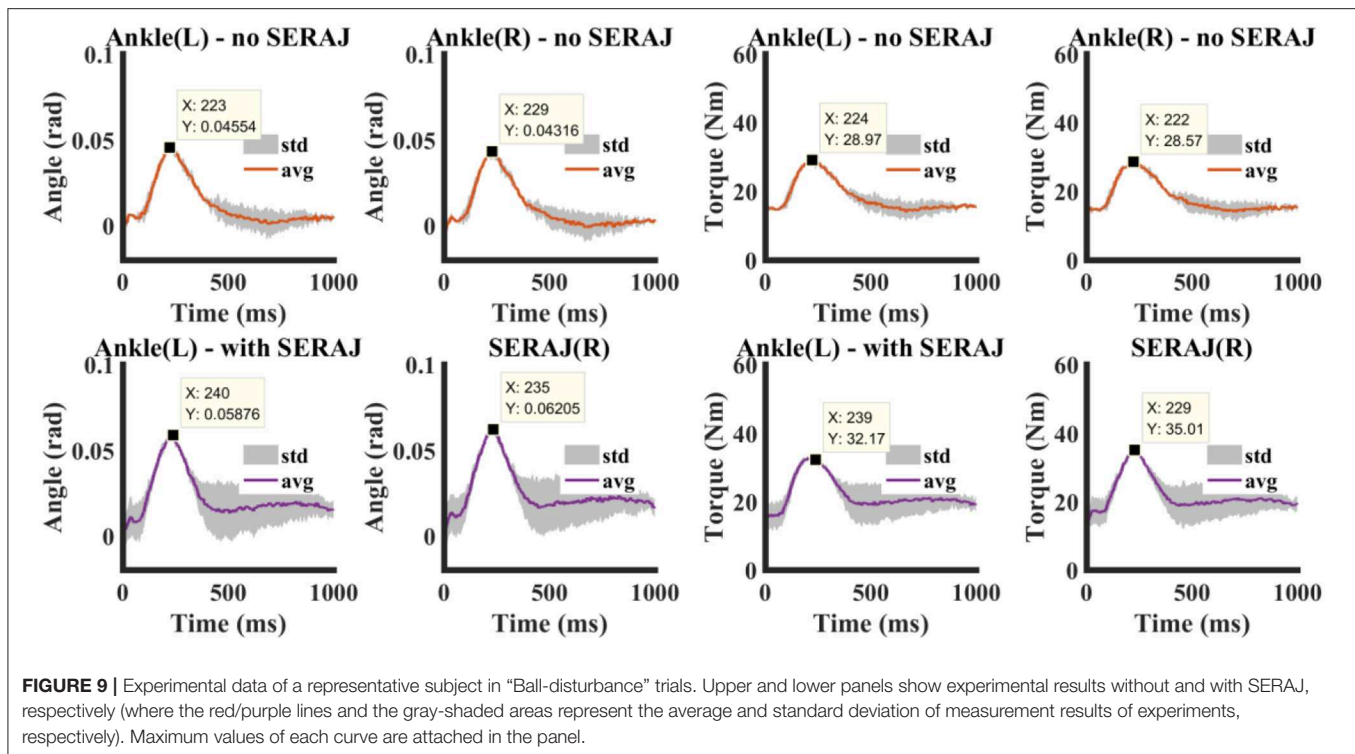 Ankle(L) - no SERAJ
0.1
0.05
0
Angle (rad)
X: 223
Y: 0.04554
std
avg
0 500 1000
Time (ms)
Ankle(R) - no SERAJ
0.1
0.05
0
Angle (rad)
X: 229
Y: 0.04316
std
avg
0 500 1000
Time (ms)
Ankle(L) - no SERAJ
60
40
20
0
Torque (Nm)
X: 224
Y: 28.97
std
avg
0 500 1000
Time (ms)
Ankle(R) - no SERAJ
60
40
20
0
Torque (Nm)
X: 222
Y: 28.57
std
avg
0 500 1000
Time (ms)
Ankle(L) - with SERAJ
0.1
0.05
0
Angle (rad)
X: 240
Y: 0.05876
std
avg
0 500 1000
Time (ms)
SERAJ(R)
0.1
0.05
0
Angle (rad)
X: 235
Y: 0.06205
std
avg
0 500 1000
Time (ms)
Ankle(L) - with SERAJ
60
40
20
0
Torque (Nm)
X: 239
Y: 32.17
std
avg
0 500 1000
Time (ms)
SERAJ(R)
60
40
20
0
Torque (Nm)
X: 229
Y: 35.01
std
avg
0 500 1000
Time (ms)
FIGURE 9 | Experimental data of a representative subject in “Ball-disturbance” trials. Upper and lower panels show experimental results without and with SERAJ,
respectively (where the red/purple lines and the gray-shaded areas represent the average and standard deviation of measurement results of experiments,
respectively). Maximum values of each curve are attached in the panel.